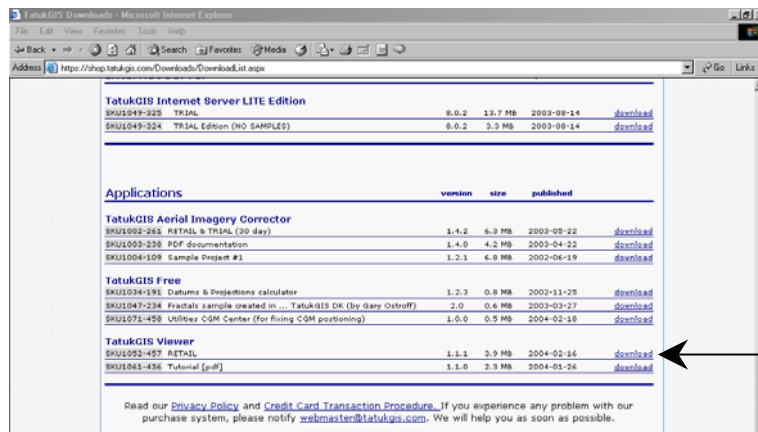 TatukGIS Downloads - Microsoft Internet Explorer
File Edit View Favorites Tools Help
Back Search Favorites Media
Address https://shop.tatukgis.com/Downloads/DownloadList.aspx Go Links
TatukGIS Internet Server LITE Edition
SKU1049-325 TRIAL 8.0.2 13.7 MB 2003-08-14 download
SKU1049-324 TRIAL Edition (NO SAMPLES) 8.0.2 3.3 MB 2003-08-14 download
Applications version size published
TatukGIS Aerial Imagery Corrector
SKU1002-261 RETAIL & TRIAL (30 day) 1.4.2 6.3 MB 2003-05-22 download
SKU1003-230 PDF documentation 1.4.0 4.2 MB 2003-04-22 download
SKU1004-109 Sample Project #1 1.2.1 6.8 MB 2002-06-19 download
TatukGIS Free
SKU1034-191 Datums & Projections calculator 1.2.3 0.8 MB 2002-11-25 download
SKU1047-234 Fractals sample created in ... TatukGIS DK (by Gary Ostroff) 2.0 0.6 MB 2003-03-27 download
SKU1071-450 Utilities CGM Center (for fixing CGM postioning) 1.0.0 0.5 MB 2004-02-10 download
TatukGIS Viewer
SKU1052-457 RETAIL 1.1.1 3.9 MB 2004-02-16 download
SKU1061-436 Tutorial [pdf] 1.1.0 2.3 MB 2004-01-26 download
Read our Privacy Policy and Credit Card Transaction Procedure. If you experience any problem with our
purchase system, please notify webmaster@tatukgis.com. We will help you as soon as possible.